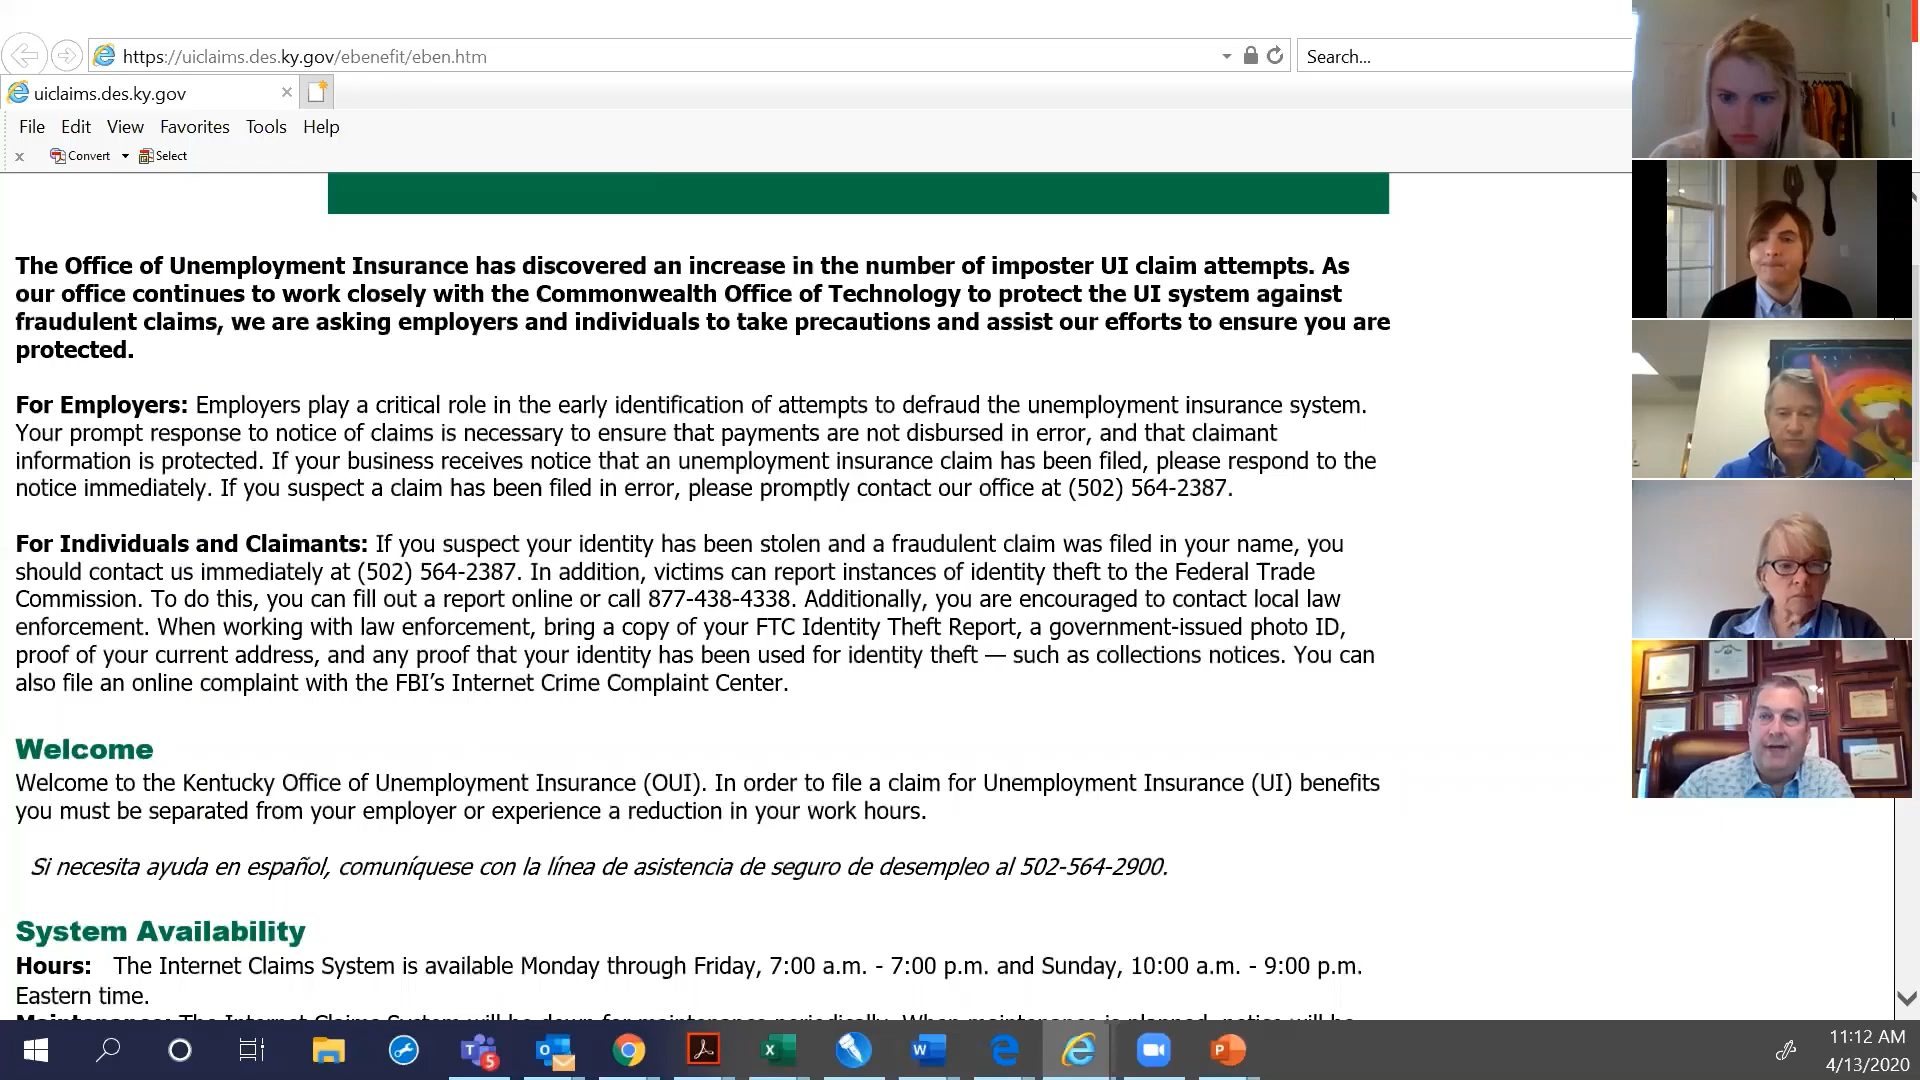 https://uiclaims.des.ky.gov/ebenefit/eben.htm
Search...
uiclaims.des.ky.gov
File Edit View Favorites Tools Help
x Convert Select
The Office of Unemployment Insurance has discovered an increase in the number of imposter UI claim attempts. As
our office continues to work closely with the Commonwealth Office of Technology to protect the UI system against
fraudulent claims, we are asking employers and individuals to take precautions and assist our efforts to ensure you are
protected.
For Employers: Employers play a critical role in the early identification of attempts to defraud the unemployment insurance system.
Your prompt response to notice of claims is necessary to ensure that payments are not disbursed in error, and that claimant
information is protected. If your business receives notice that an unemployment insurance claim has been filed, please respond to the
notice immediately. If you suspect a claim has been filed in error, please promptly contact our office at (502) 564-2387.
For Individuals and Claimants: If you suspect your identity has been stolen and a fraudulent claim was filed in your name, you
should contact us immediately at (502) 564-2387. In addition, victims can report instances of identity theft to the Federal Trade
Commission. To do this, you can fill out a report online or call 877-438-4338. Additionally, you are encouraged to contact local law
enforcement. When working with law enforcement, bring a copy of your FTC Identity Theft Report, a government-issued photo ID,
proof of your current address, and any proof that your identity has been used for identity theft — such as collections notices. You can
also file an online complaint with the FBI’s Internet Crime Complaint Center.
Welcome
Welcome to the Kentucky Office of Unemployment Insurance (OUI). In order to file a claim for Unemployment Insurance (UI) benefits
you must be separated from your employer or experience a reduction in your work hours.
Si necesita ayuda en español, comuníquese con la línea de asistencia de seguro de desempleo al 502-564-2900.
System Availability
Hours: The Internet Claims System is available Monday through Friday, 7:00 a.m. - 7:00 p.m. and Sunday, 10:00 a.m. - 9:00 p.m.
Eastern time.
Maintenance: The Internet Claims System will be down for maintenance periodically. When maintenance is planned, notice will be
11:12 AM
4/13/2020